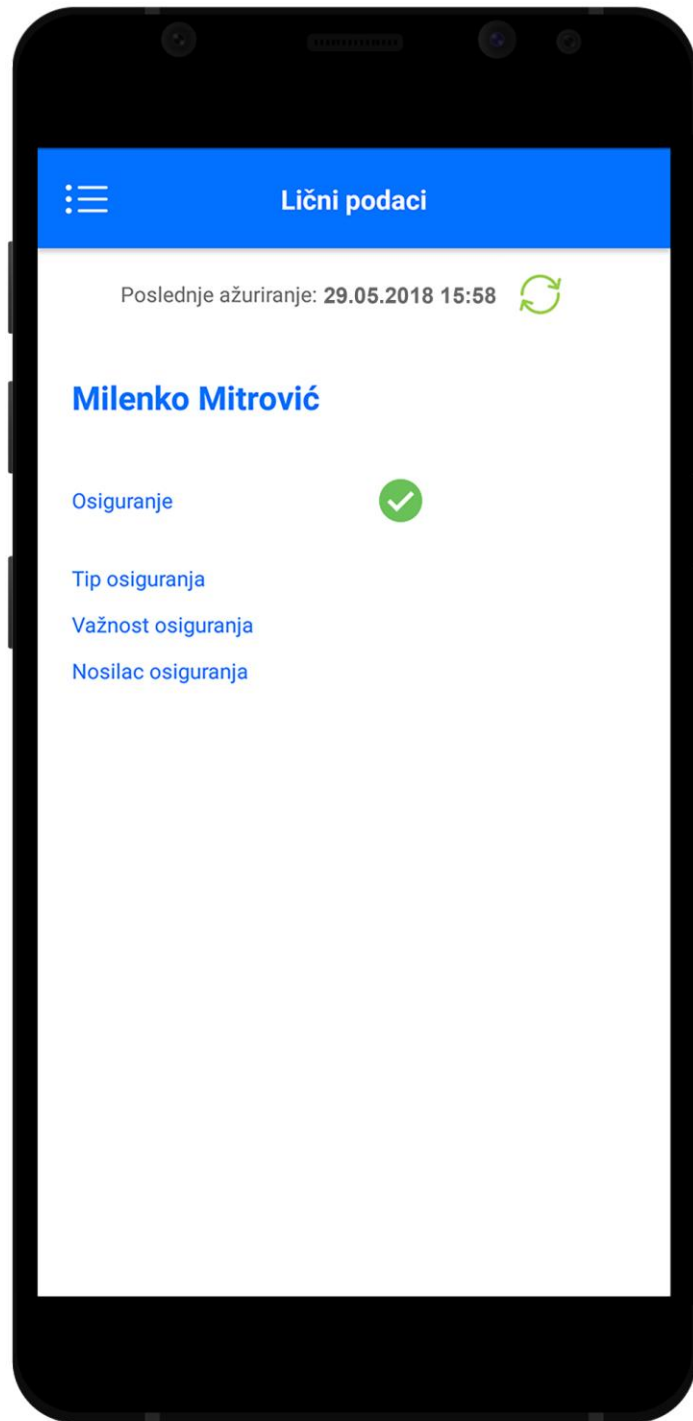 Lični podaci
Poslednje ažuriranje: 29.05.2018 15:58
Milenko Mitrović
Osiguranje
Tip osiguranja
Važnost osiguranja
Nosilac osiguranja